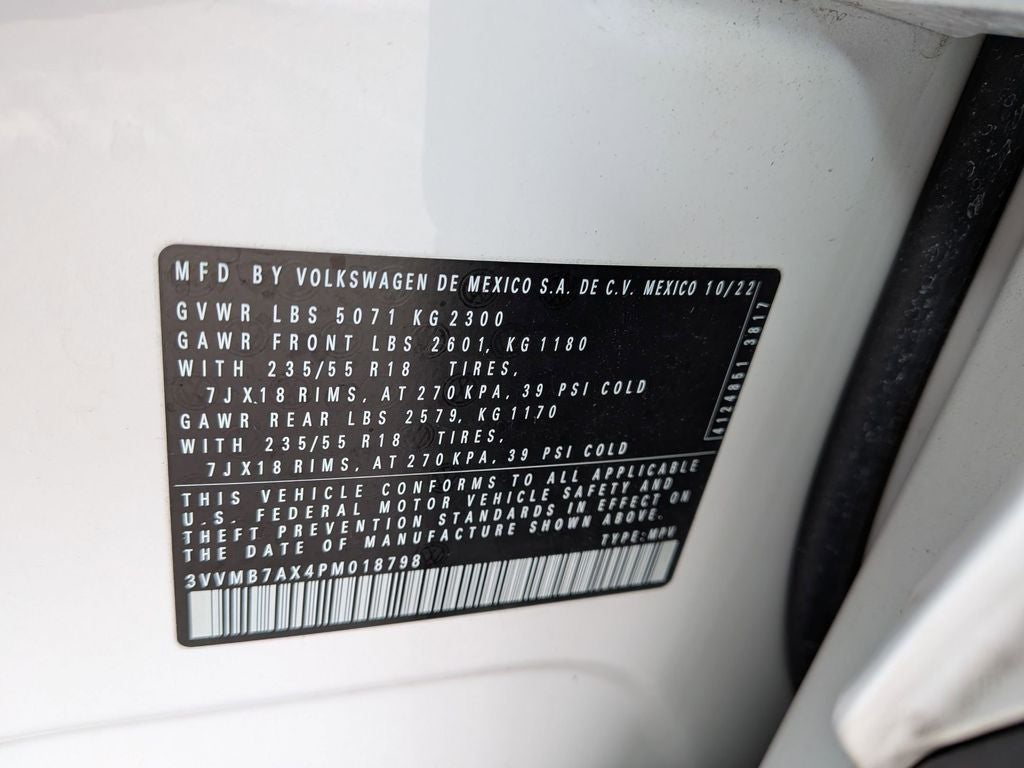 MFD BY VOLKSWAGEN DE MEXICO S.A. DE C.V. MEXICO 10/22
GVWR LBS 5071 KG 2300
GAWR FRONT LBS 2601, KG 1180
WITH 235/55 R18 TIRES,
7JX18 RIMS, AT 270 KPA, 39 PSI COLD
GAWR REAR LBS 2579, KG 1170
WITH 235/55 R18 TIRES,
7JX18 RIMS, AT 270 KPA, 39 PSI COLD
4124851 3817
THIS VEHICLE CONFORMS TO ALL APPLICABLE
U.S. FEDERAL MOTOR VEHICLE SAFETY AND
THEFT PREVENTION STANDARDS IN EFFECT ON
THE DATE OF MANUFACTURE SHOWN ABOVE.
TYPE: MPV
3VVMB7AX4PM018798